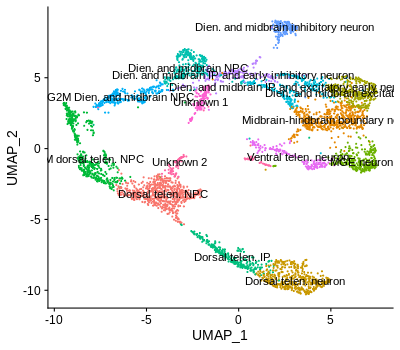 Dien. and midbrain inhibitory neuron
Dien. and midbrain NPC
Dien. and midbrain IP and early inhibitory neuron
Dien. and midbrain IP and excitatory early neu
Dien. and midbrain excitat
G2M Dien. and midbrain NPC
Unknown 1
Midbrain-hindbrain boundary ne
M dorsal telen. NPC
Unknown 2
Ventral telen. neuron
MGE neuron
Dorsal telen. NPC
Dorsal telen. IP
Dorsal telen. neuron
5
0
-5
-10
UMAP_2
-10
-5
0
5
UMAP_1